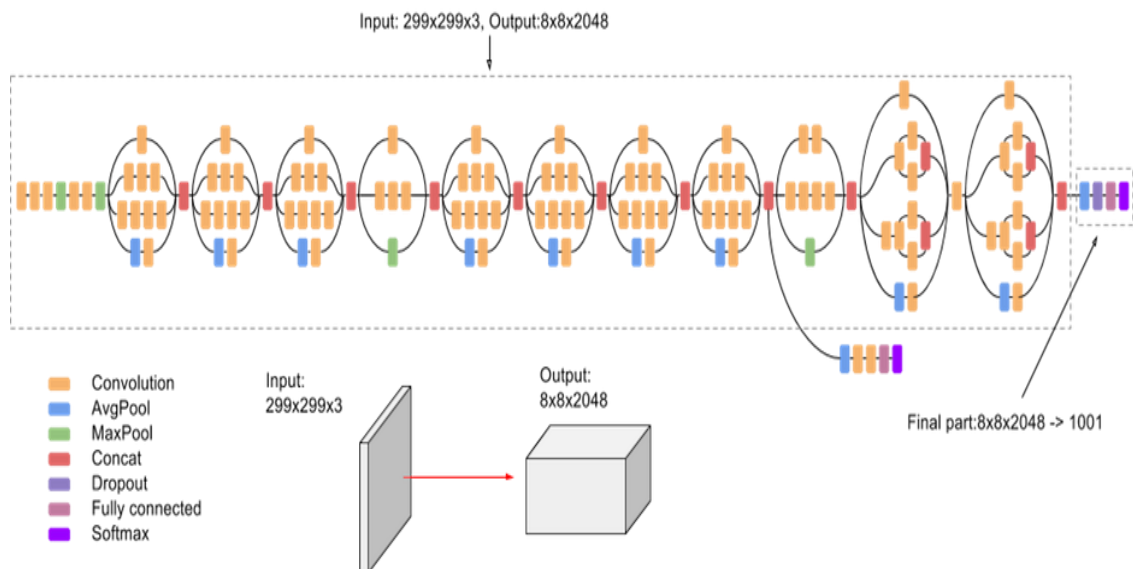 Input: 299x299x3, Output:8x8x2048
Convolution
AvgPool
MaxPool
Concat
Dropout
Fully connected
Softmax
Input:
299x299x3
Output:
8x8x2048
Final part:8x8x2048 -> 1001